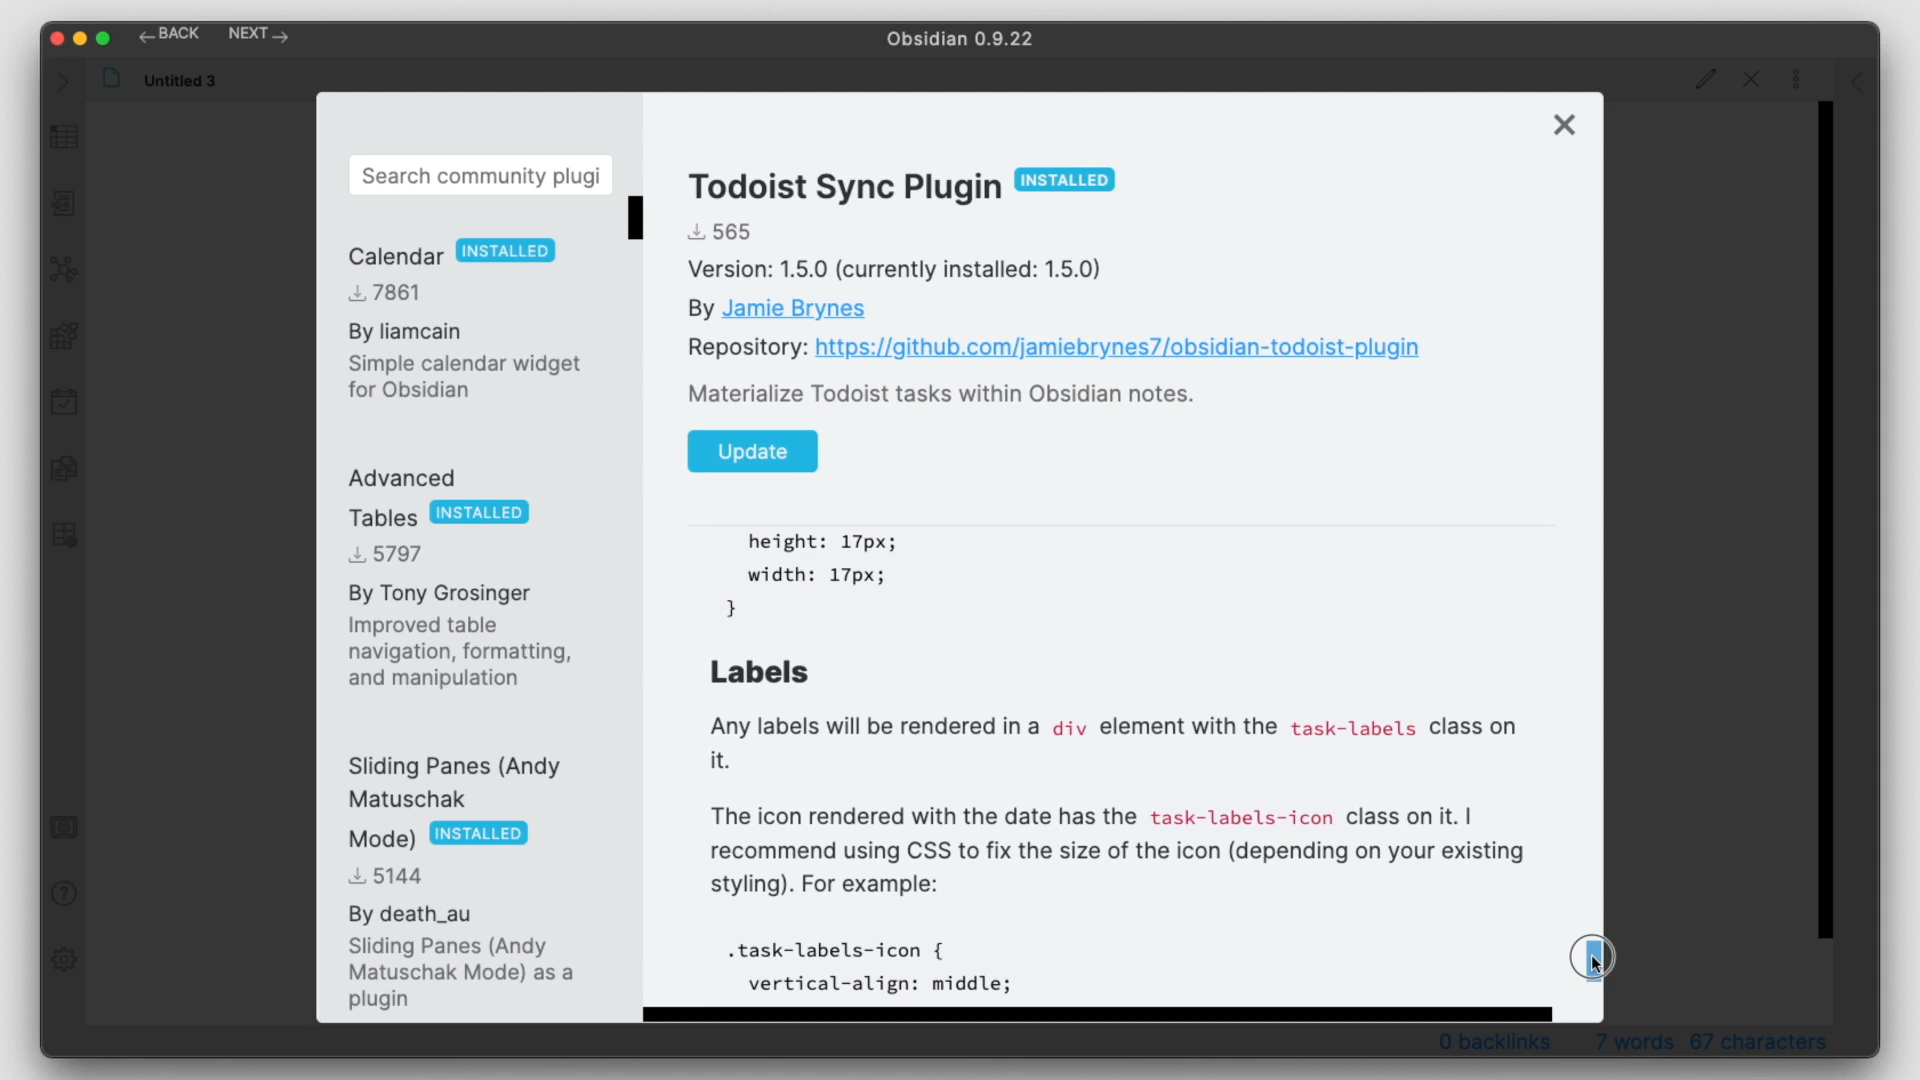 ← BACK NEXT →
Obsidian 0.9.22
Untitled 3
Search community plugi
Calendar INSTALLED
7861
By liamcain
Simple calendar widget
for Obsidian
Advanced
Tables INSTALLED
5797
By Tony Grosinger
Improved table
navigation, formatting,
and manipulation
Sliding Panes (Andy
Matuschak
Mode) INSTALLED
5144
By death_au
Sliding Panes (Andy
Matuschak Mode) as a
plugin
Todoist Sync Plugin INSTALLED
565
Version: 1.5.0 (currently installed: 1.5.0)
By Jamie Brynes
Repository: https://github.com/jamiebrynes7/obsidian-todoist-plugin
Materialize Todoist tasks within Obsidian notes.
Update
height: 17px;
width: 17px;
}
Labels
Any labels will be rendered in a div element with the task-labels class on
it.
The icon rendered with the date has the task-labels-icon class on it. I
recommend using CSS to fix the size of the icon (depending on your existing
styling). For example:
.task-labels-icon {
vertical-align: middle;
0 backlinks 7 words 67 characters